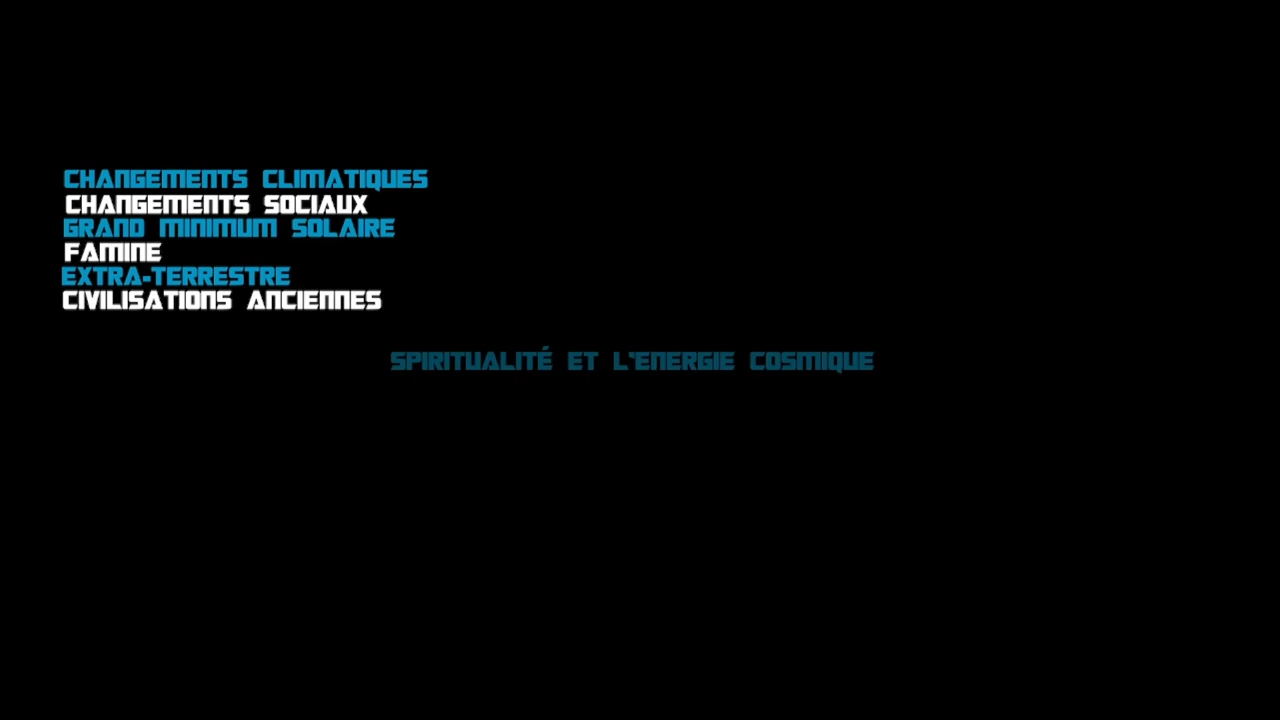 CHANGEMENTS CLIMATIQUES
CHANGEMENTS SOCIAUX
GRAND MINIMUM SOLAIRE
FAMINE
EXTRA-TERRESTRE
CIVILISATIONS ANCIENNES
SPIRITUALITÉ ET L'ENERGIE COSMIQUE